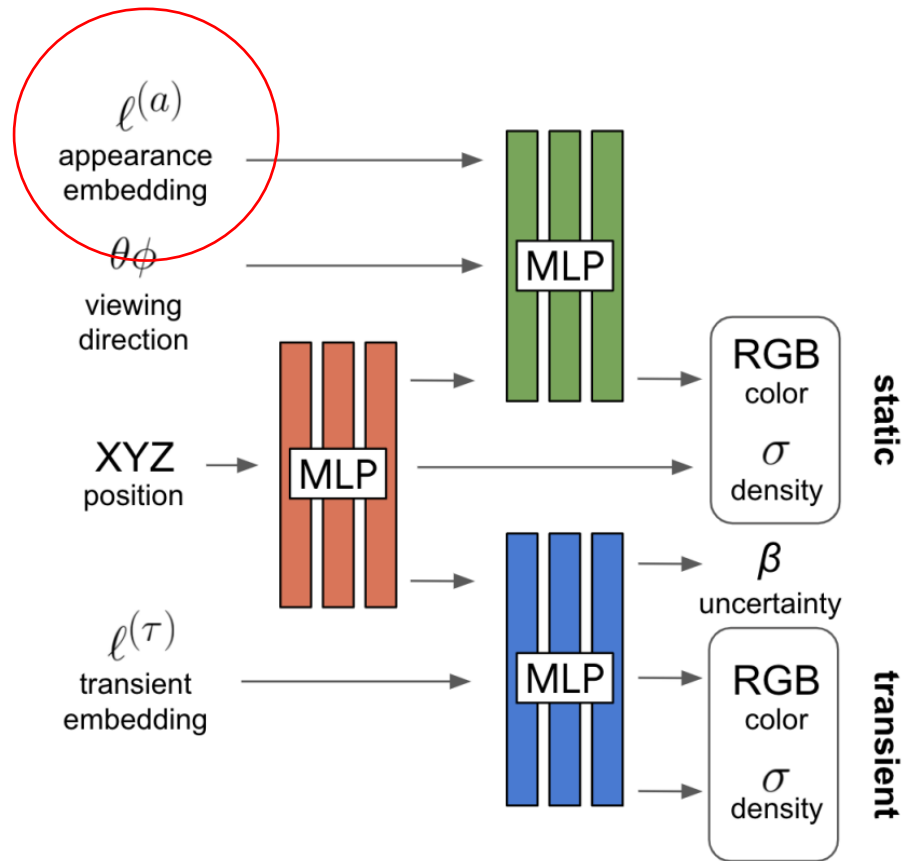 ℓ(a)
appearance
embedding
θϕ
viewing
direction
MLP
XYZ
position
MLP
RGB
color
σ
density
static
β
uncertainty
ℓ(τ)
transient
embedding
MLP
RGB
color
σ
density
transient